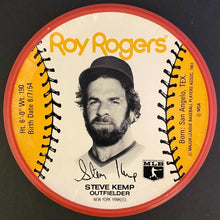 Roy Rogers®
Ht. 6'-0" Wt. 190
Birth Date 8/7/54
Born: San Angelo, TEX.
© MAJOR LEAGUE BASEBALL PLAYERS ASSOC. 1983
© MSA
Steve Kemp
MLB
STEVE KEMP
OUTFIELDER
NEW YORK YANKEES